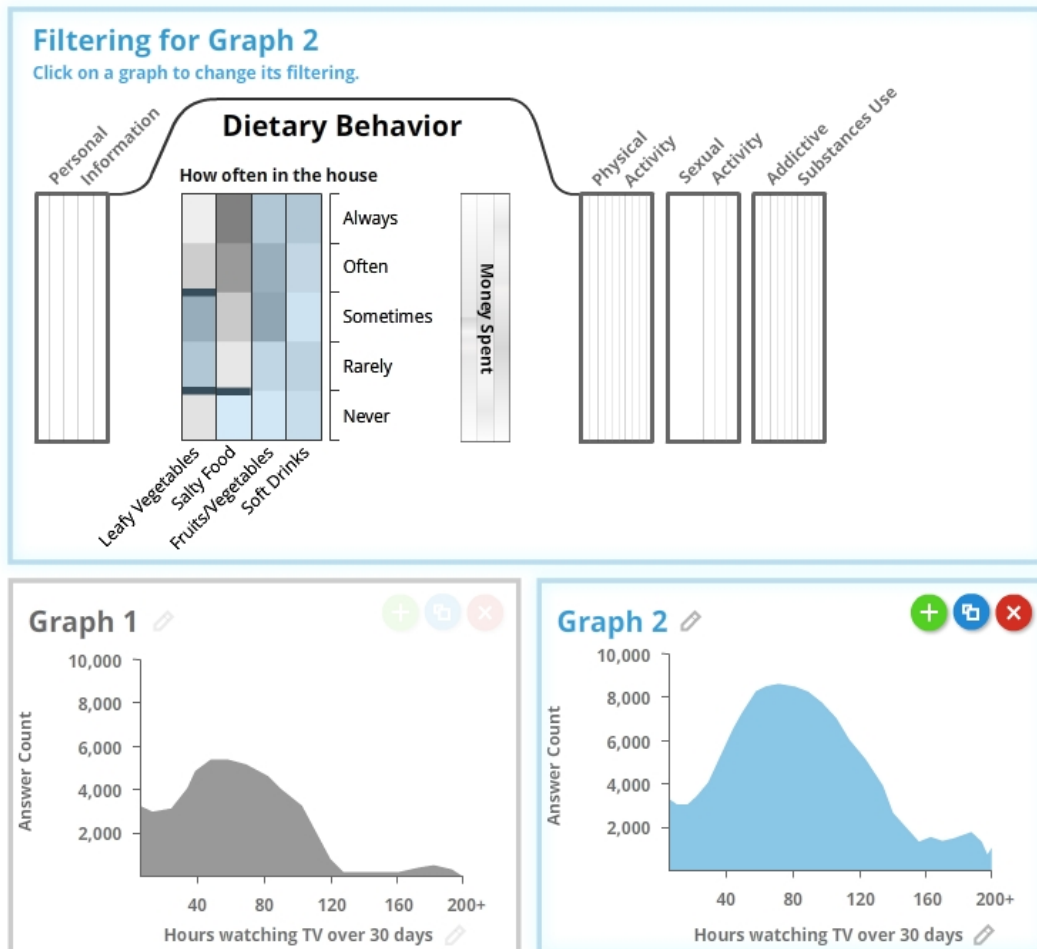 Filtering for Graph 2
Click on a graph to change its filtering.
Personal
Information
Dietary Behavior
Physical
Activity
Sexual
Activity
Addictive
Substances Use
How often in the house
Always
Often
Sometimes
Rarely
Never
Money Spent
Leafy Vegetables
Salty Food
Fruits/Vegetables
Soft Drinks
Graph 1
10,000
8,000
6,000
4,000
2,000
Answer Count
40 80 120 160 200+
Hours watching TV over 30 days
Graph 2
10,000
8,000
6,000
4,000
2,000
Answer Count
40 80 120 160 200+
Hours watching TV over 30 days